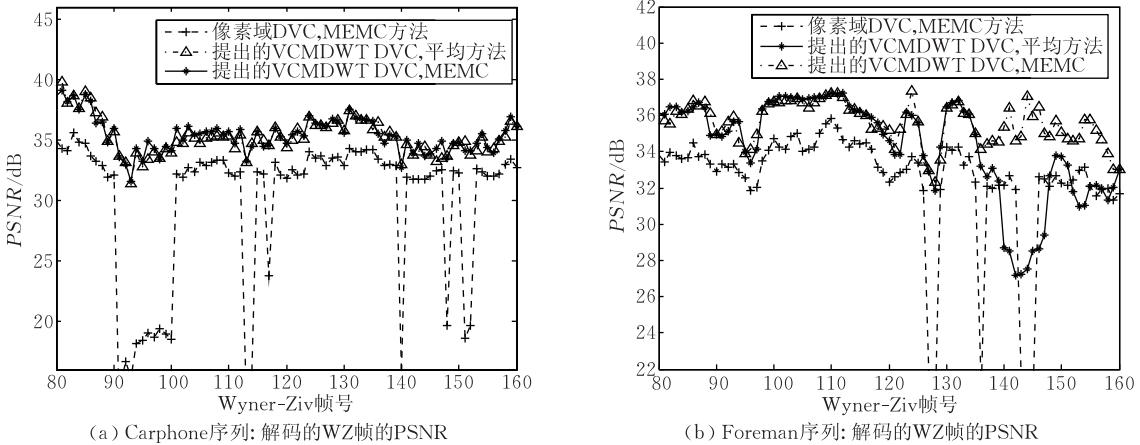 45
40
35
30
25
20
PSNR/dB
像素域DVC,MEMC方法
提出的VCMDWT DVC,平均方法
提出的VCMDWT DVC,MEMC
80 90 100 110 120 130 140 150 160
Wyner-Ziv帧号
(a) Carphone序列: 解码的WZ帧的PSNR
42
40
38
36
34
32
30
28
26
24
22
PSNR/dB
像素域DVC,MEMC方法
提出的VCMDWT DVC,平均方法
提出的VCMDWT DVC,MEMC
80 90 100 110 120 130 140 150 160
Wyner-Ziv帧号
(b) Foreman序列: 解码的WZ帧的PSNR